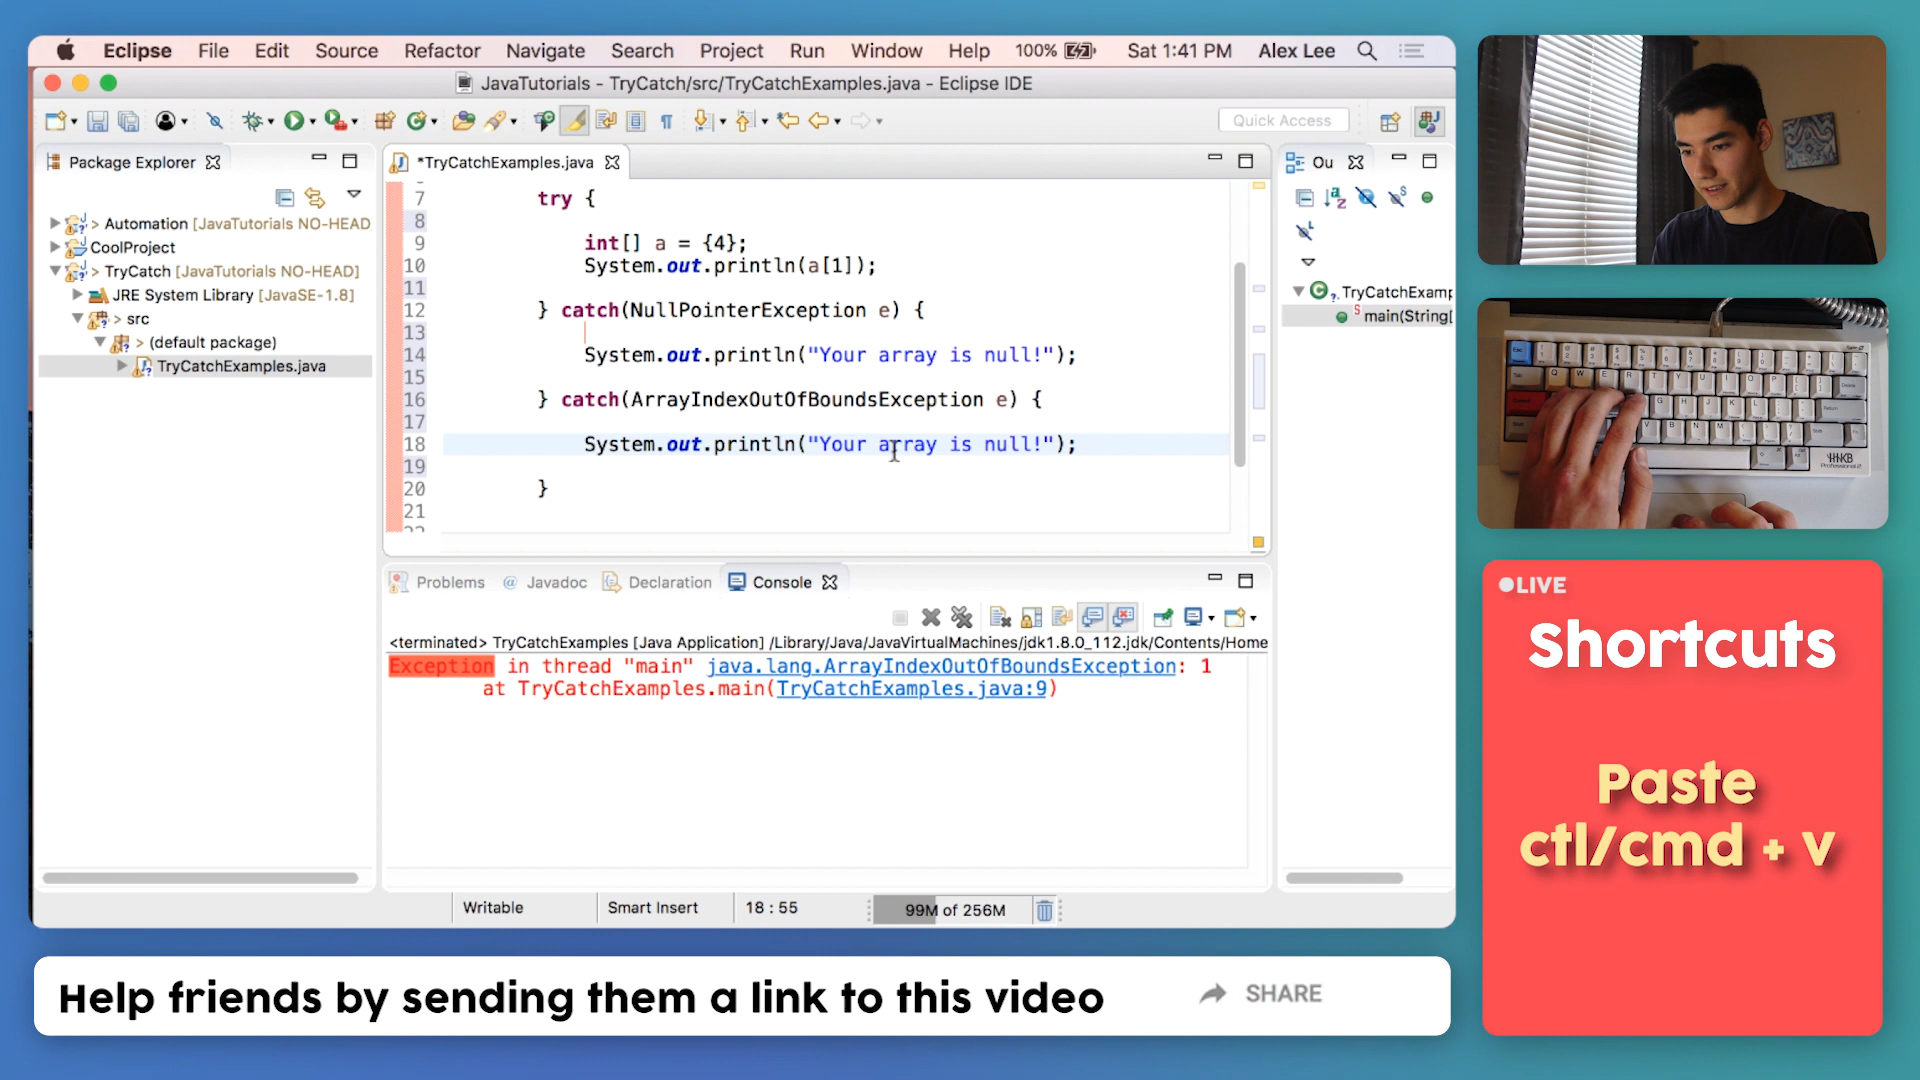 Eclipse File Edit Source Refactor Navigate Search Project Run Window Help 100% Sat 1:41 PM Alex Lee
JavaTutorials - TryCatch/src/TryCatchExamples.java - Eclipse IDE
Quick Access
Package Explorer
> Automation [JavaTutorials NO-HEAD
CoolProject
> TryCatch [JavaTutorials NO-HEAD]
JRE System Library [JavaSE-1.8]
> src
> (default package)
TryCatchExamples.java
*TryCatchExamples.java
7 try {
8
9 int[] a = {4};
10 System.out.println(a[1]);
11
12 } catch(NullPointerException e) {
13
14 System.out.println("Your array is null!");
15
16 } catch(ArrayIndexOutOfBoundsException e) {
17
18 System.out.println("Your array is null!");
19
20 }
21
Ou
TryCatchExamp
main(String[
Problems @ Javadoc Declaration Console
<terminated> TryCatchExamples [Java Application] /Library/Java/JavaVirtualMachines/jdk1.8.0_112.jdk/Contents/Home
Exception in thread "main" java.lang.ArrayIndexOutOfBoundsException: 1
at TryCatchExamples.main(TryCatchExamples.java:9)
Writable Smart Insert 18 : 55 99M of 256M
Help friends by sending them a link to this video
SHARE
LIVE
Shortcuts
Paste
ctl/cmd + v
HHKB
Professional